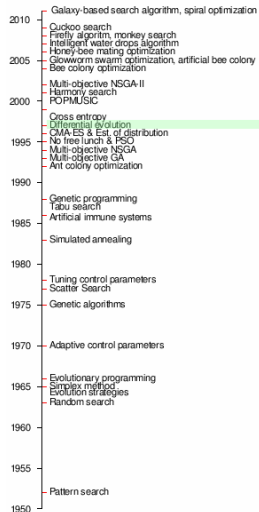 Galaxy-based search algorithm, spiral optimization
2010
Cuckoo search
Firefly algoritm, monkey search
Intelligent water drops algorithm
Honey-bee mating optimization
2005
Glowworm swarm optimization, artificial bee colony
Bee colony optimization
Multi-objective NSGA-II
Harmony search
2000
POPMUSIC
Cross entropy
Differential evolution
CMA-ES & Est. of distribution
1995
No free lunch & PSO
Multi-objective NSGA
Multi-objective GA
Ant colony optimization
1990
Genetic programming
Tabu search
Artificial immune systems
1985
Simulated annealing
1980
Tuning control parameters
Scatter Search
1975
Genetic algorithms
1970
Adaptive control parameters
Evolutionary programming
1965
Simplex method
Evolution strategies
Random search
1960
1955
Pattern search
1950